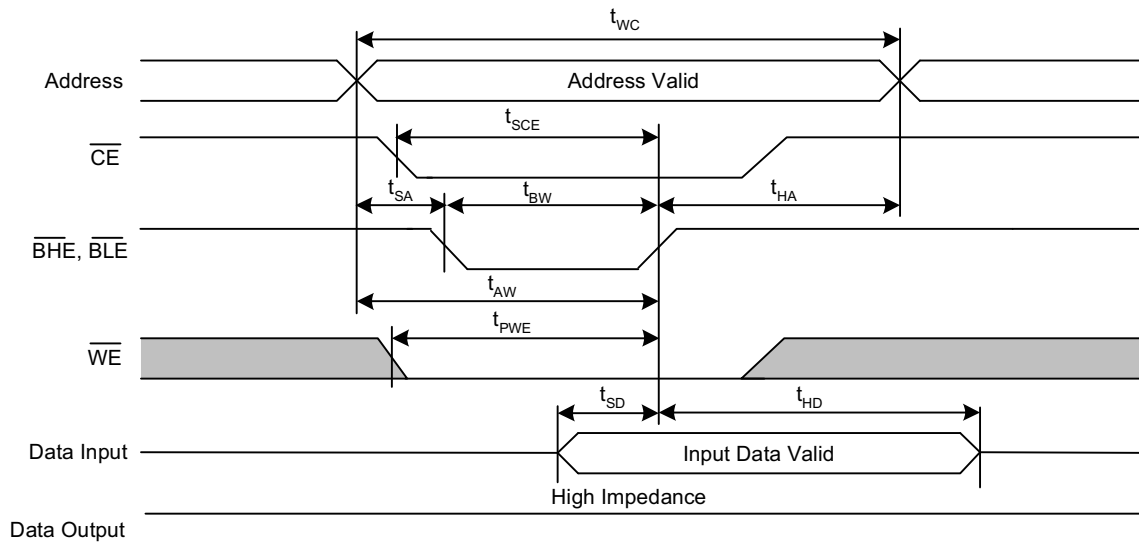 tWC
Address
Address Valid
tSCE
CE
tSA
tBW
tHA
BHE, BLE
tAW
tPWE
WE
tSD
tHD
Data Input
Input Data Valid
High Impedance
Data Output